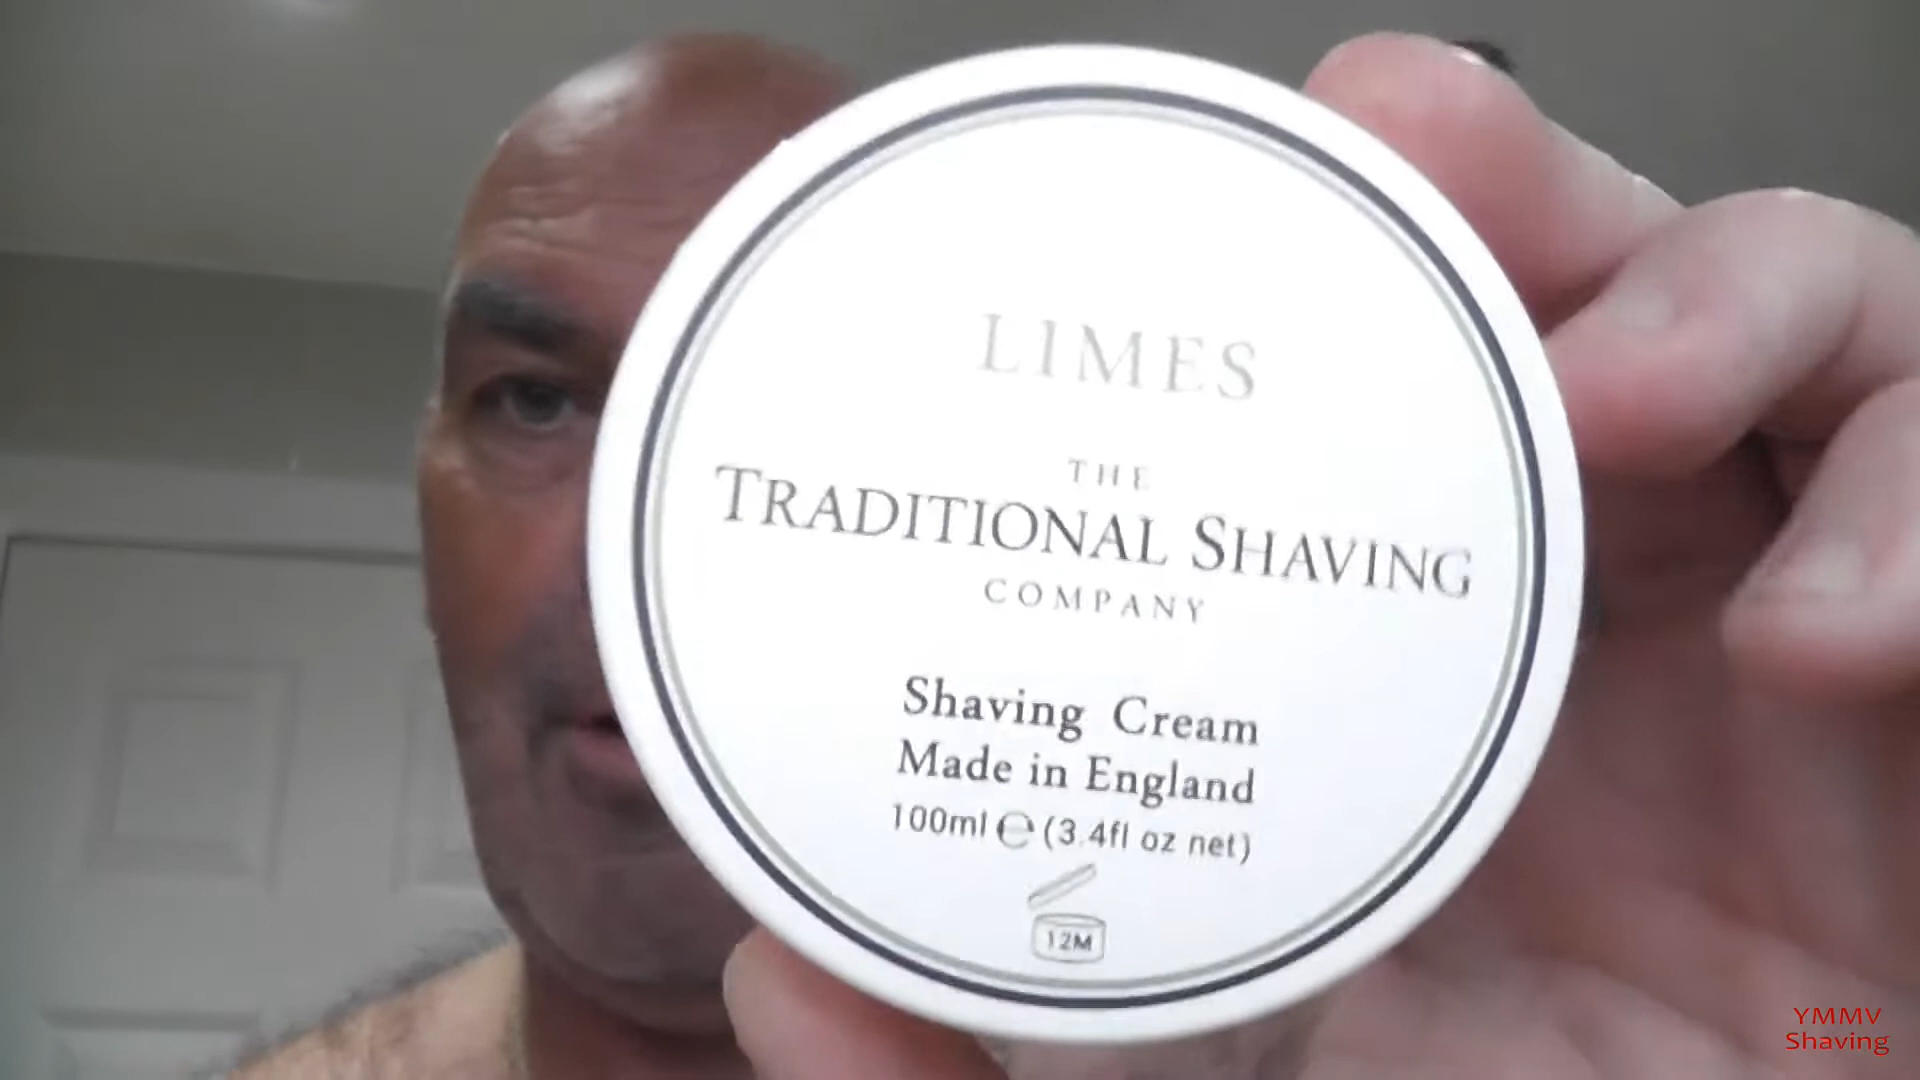 LIMES
THE
TRADITIONAL SHAVING
COMPANY
Shaving Cream
Made in England
100ml ℮ (3.4fl oz net)
12M
YMMV
Shaving